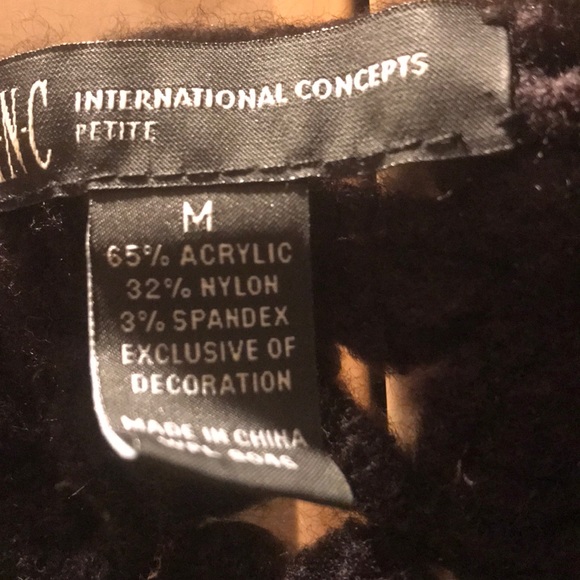 N-C INTERNATIONAL CONCEPTS
PETITE
M
65% ACRYLIC
32% NYLON
3% SPANDEX
EXCLUSIVE OF
DECORATION
MADE IN CHINA